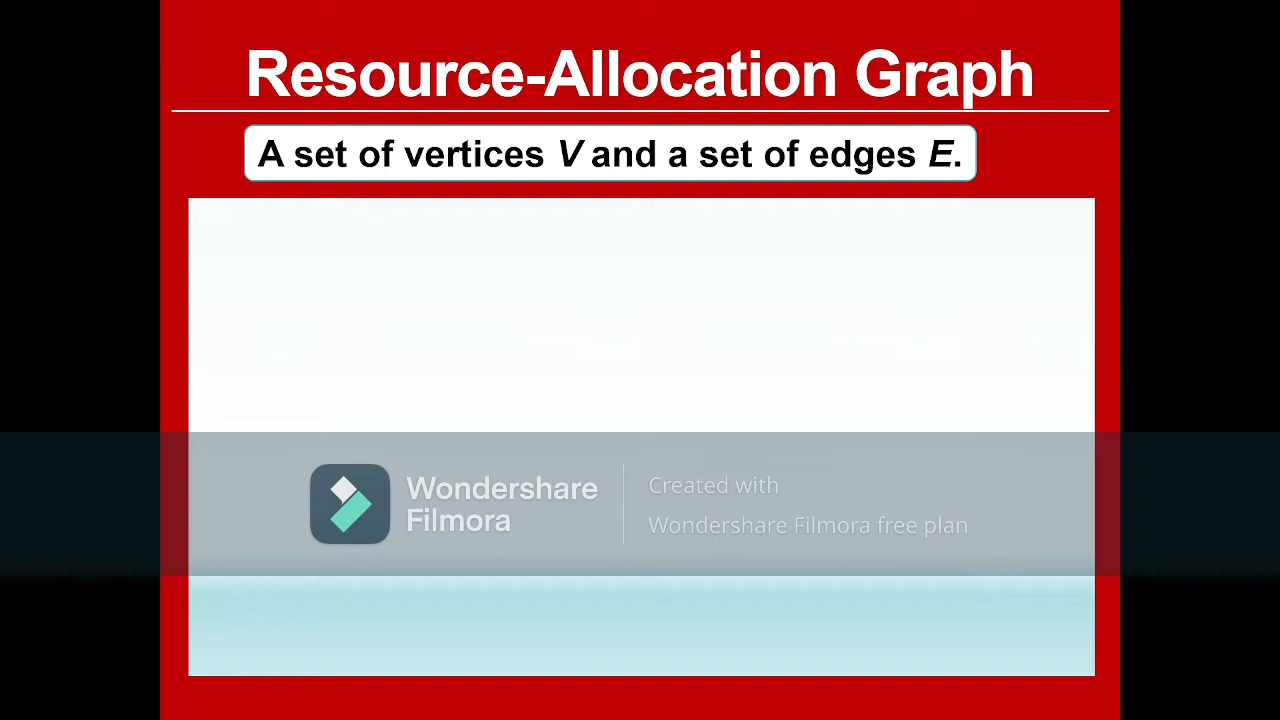 Resource-Allocation Graph
A set of vertices V and a set of edges E.
Wondershare
Filmora
Created with
Wondershare Filmora free plan